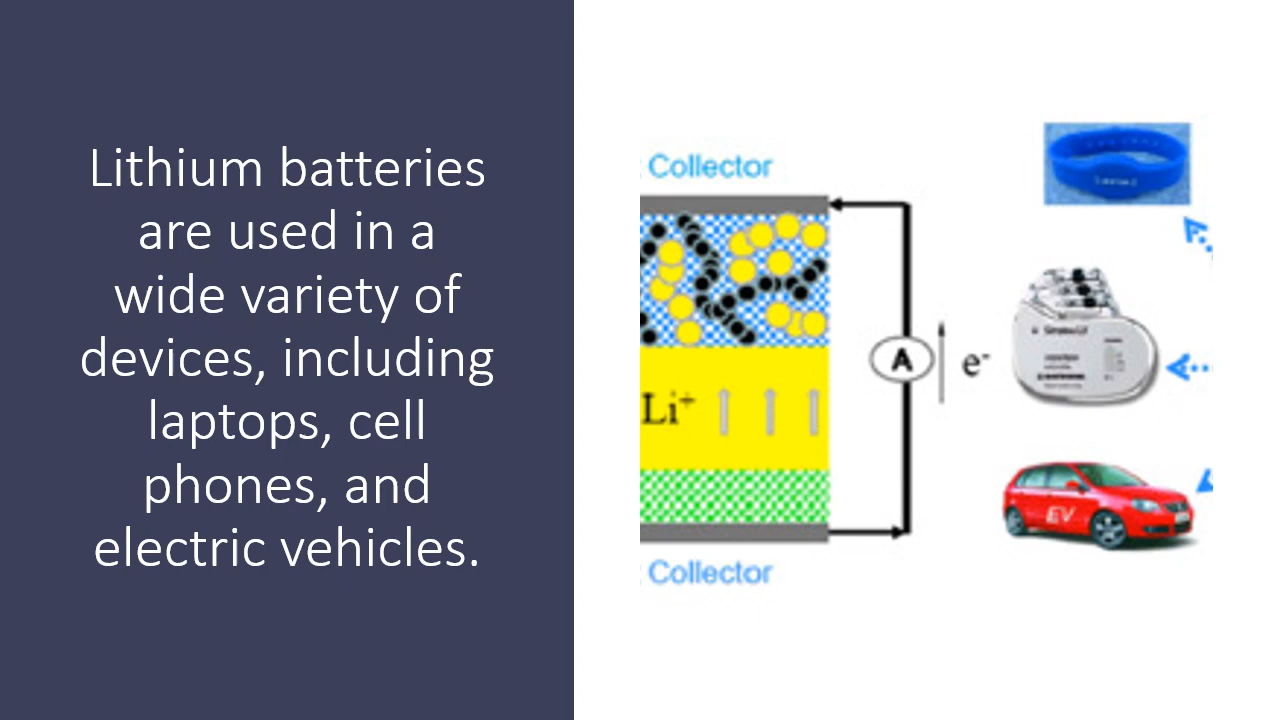 Lithium batteries
are used in a
wide variety of
devices, including
laptops, cell
phones, and
electric vehicles.
Collector
Li⁺
A
e⁻
EV
Collector